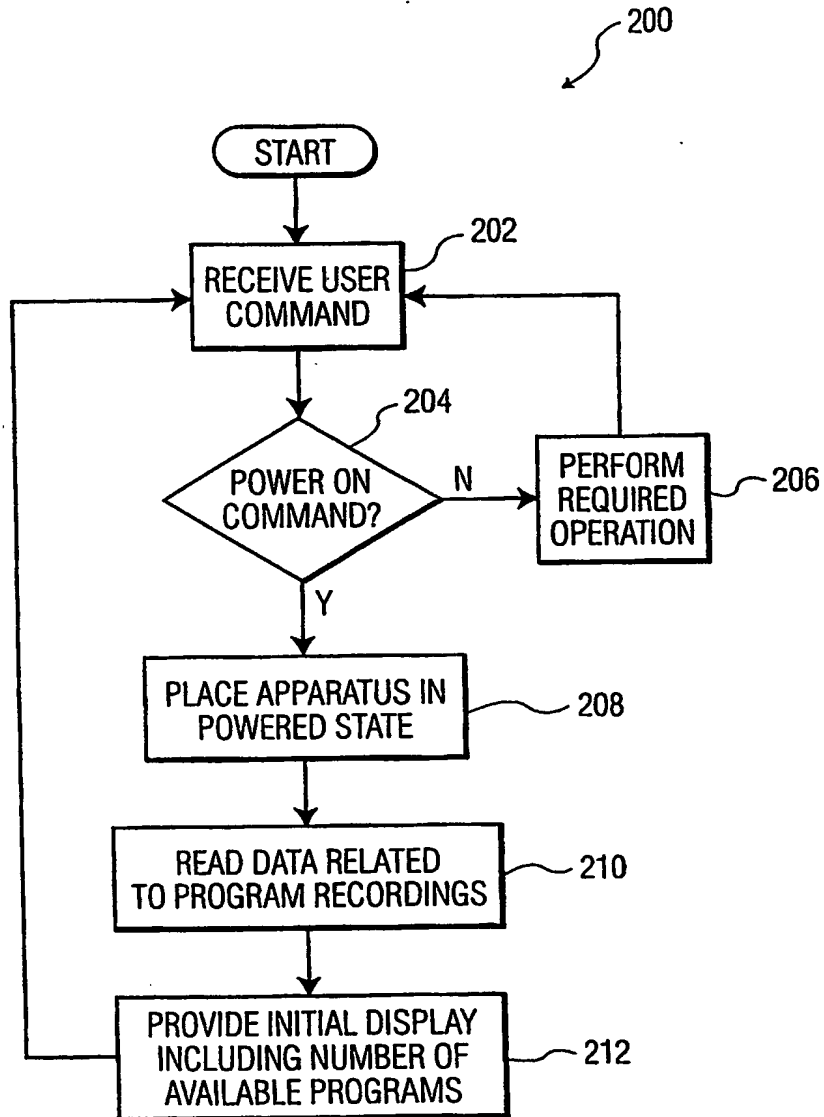 200
START
202
RECEIVE USER
COMMAND
204
POWER ON
COMMAND?
N
PERFORM
REQUIRED
OPERATION
206
Y
PLACE APPARATUS IN
POWERED STATE
208
READ DATA RELATED
TO PROGRAM RECORDINGS
210
PROVIDE INITIAL DISPLAY
INCLUDING NUMBER OF
AVAILABLE PROGRAMS
212